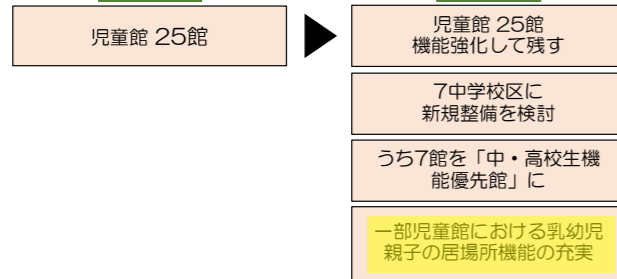 児童館 25館
児童館 25館
機能強化して残す
7中学校区に
新規整備を検討
うち7館を「中・高校生機
能優先館」に
一部児童館における乳幼児
親子の居場所機能の充実